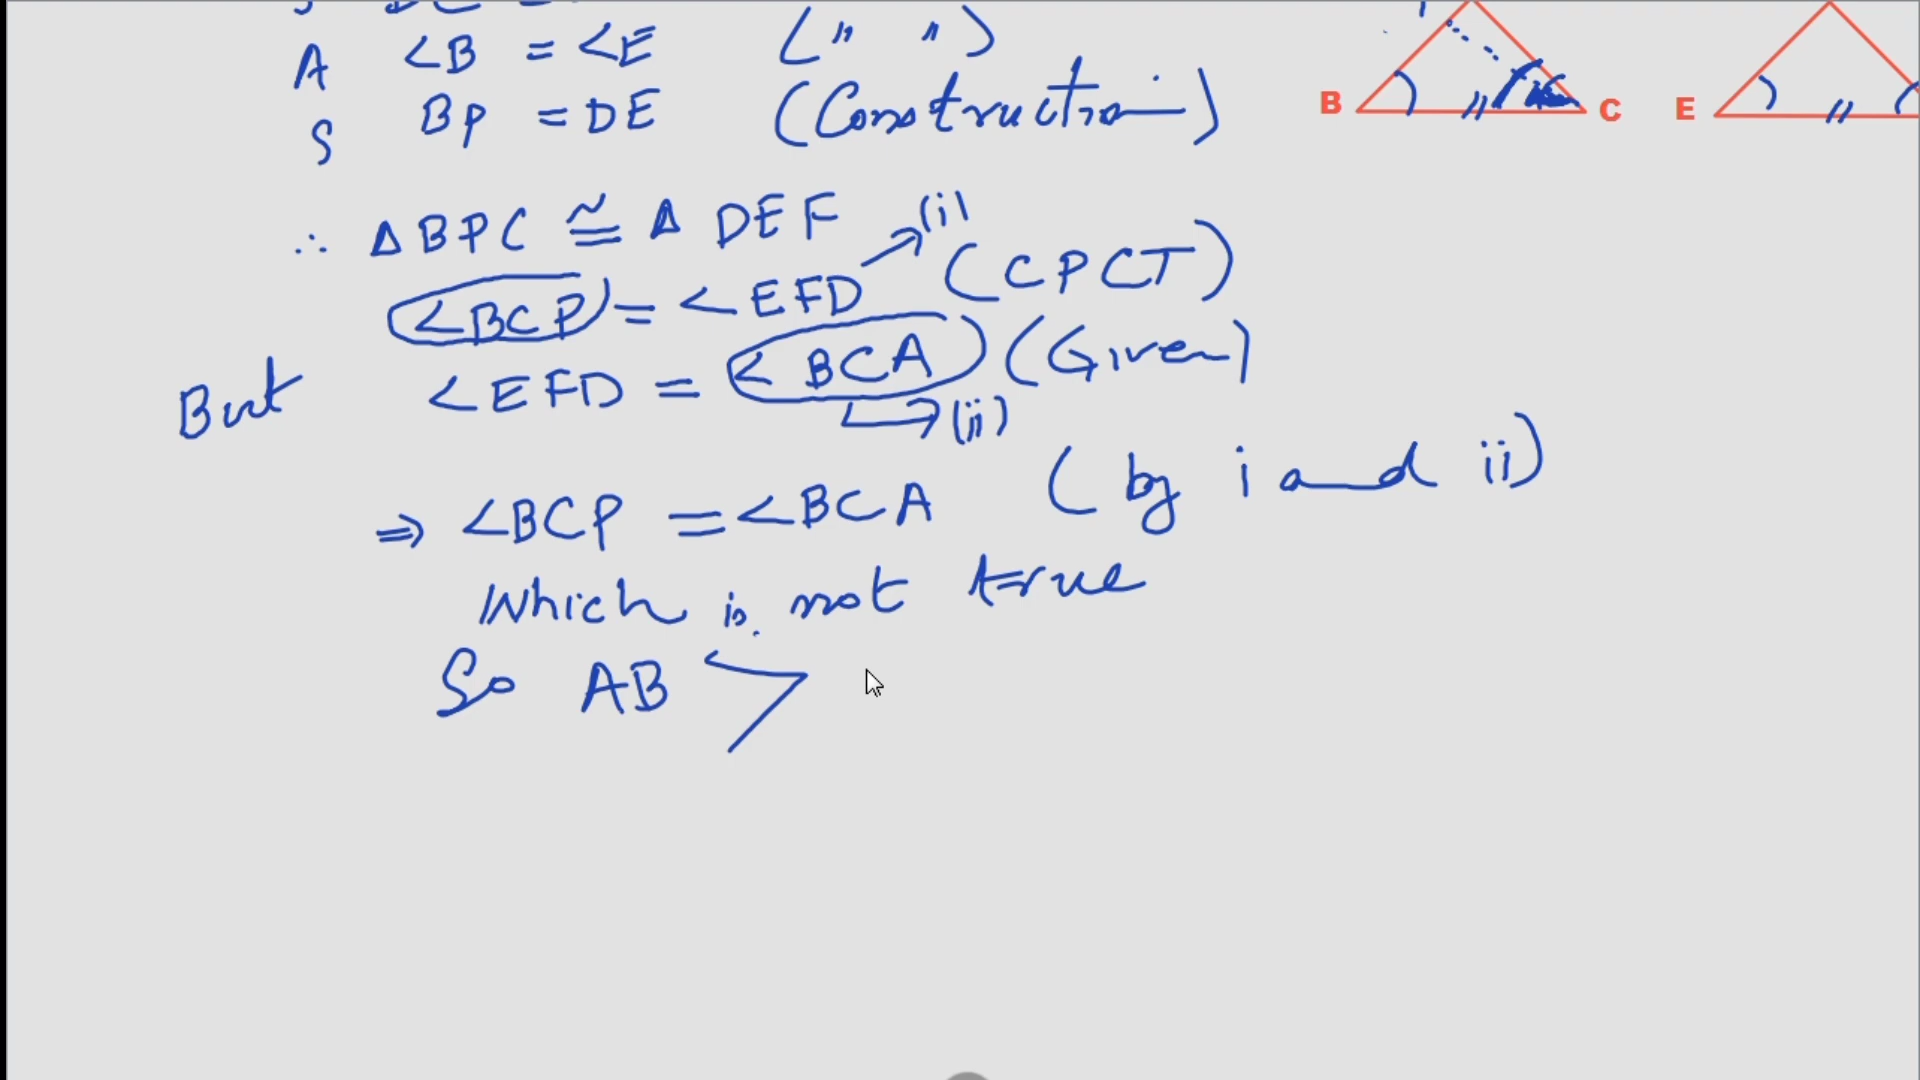 A <B = <E (" ")
S BP = DE (Construction)
∴ Δ BPC ≅ Δ DEF
(i)
<BCP = <EFD (CPCT)
But <EFD = <BCA (Given)
(ii)
⇒ <BCP = <BCA (by i and ii)
Which is not true
So AB >
B C E